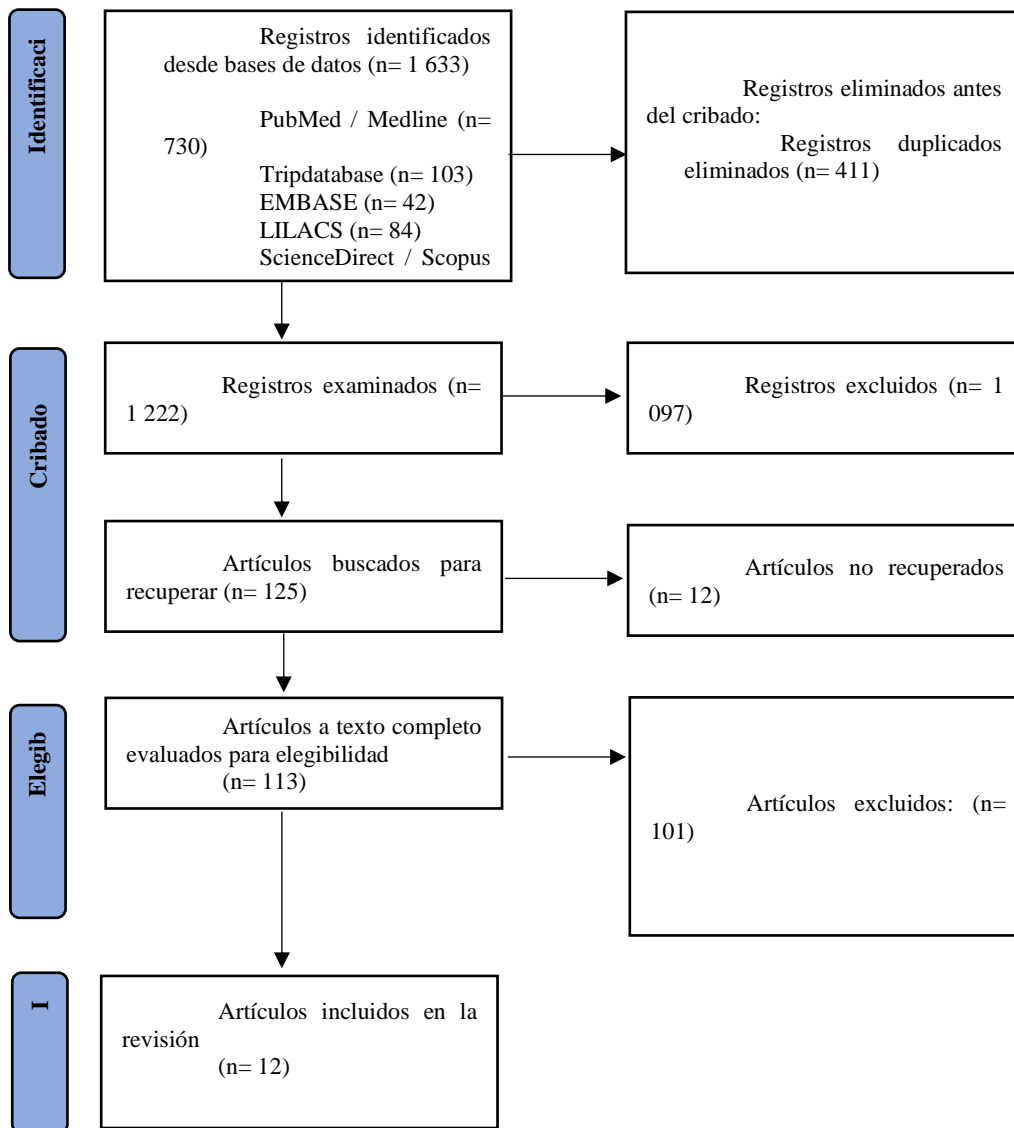 Identificaci
Registros identificados
desde bases de datos (n= 1 633)
PubMed / Medline (n=
730)
Tripdatabase (n= 103)
EMBASE (n= 42)
LILACS (n= 84)
ScienceDirect / Scopus
Registros eliminados antes
del cribado:
Registros duplicados
eliminados (n= 411)
Cribado
Registros examinados (n=
1 222)
Registros excluidos (n= 1
097)
Artículos buscados para
recuperar (n= 125)
Artículos no recuperados
(n= 12)
Elegib
Artículos a texto completo
evaluados para elegibilidad
(n= 113)
Artículos excluidos: (n=
101)
I
Artículos incluidos en la
revisión
(n= 12)